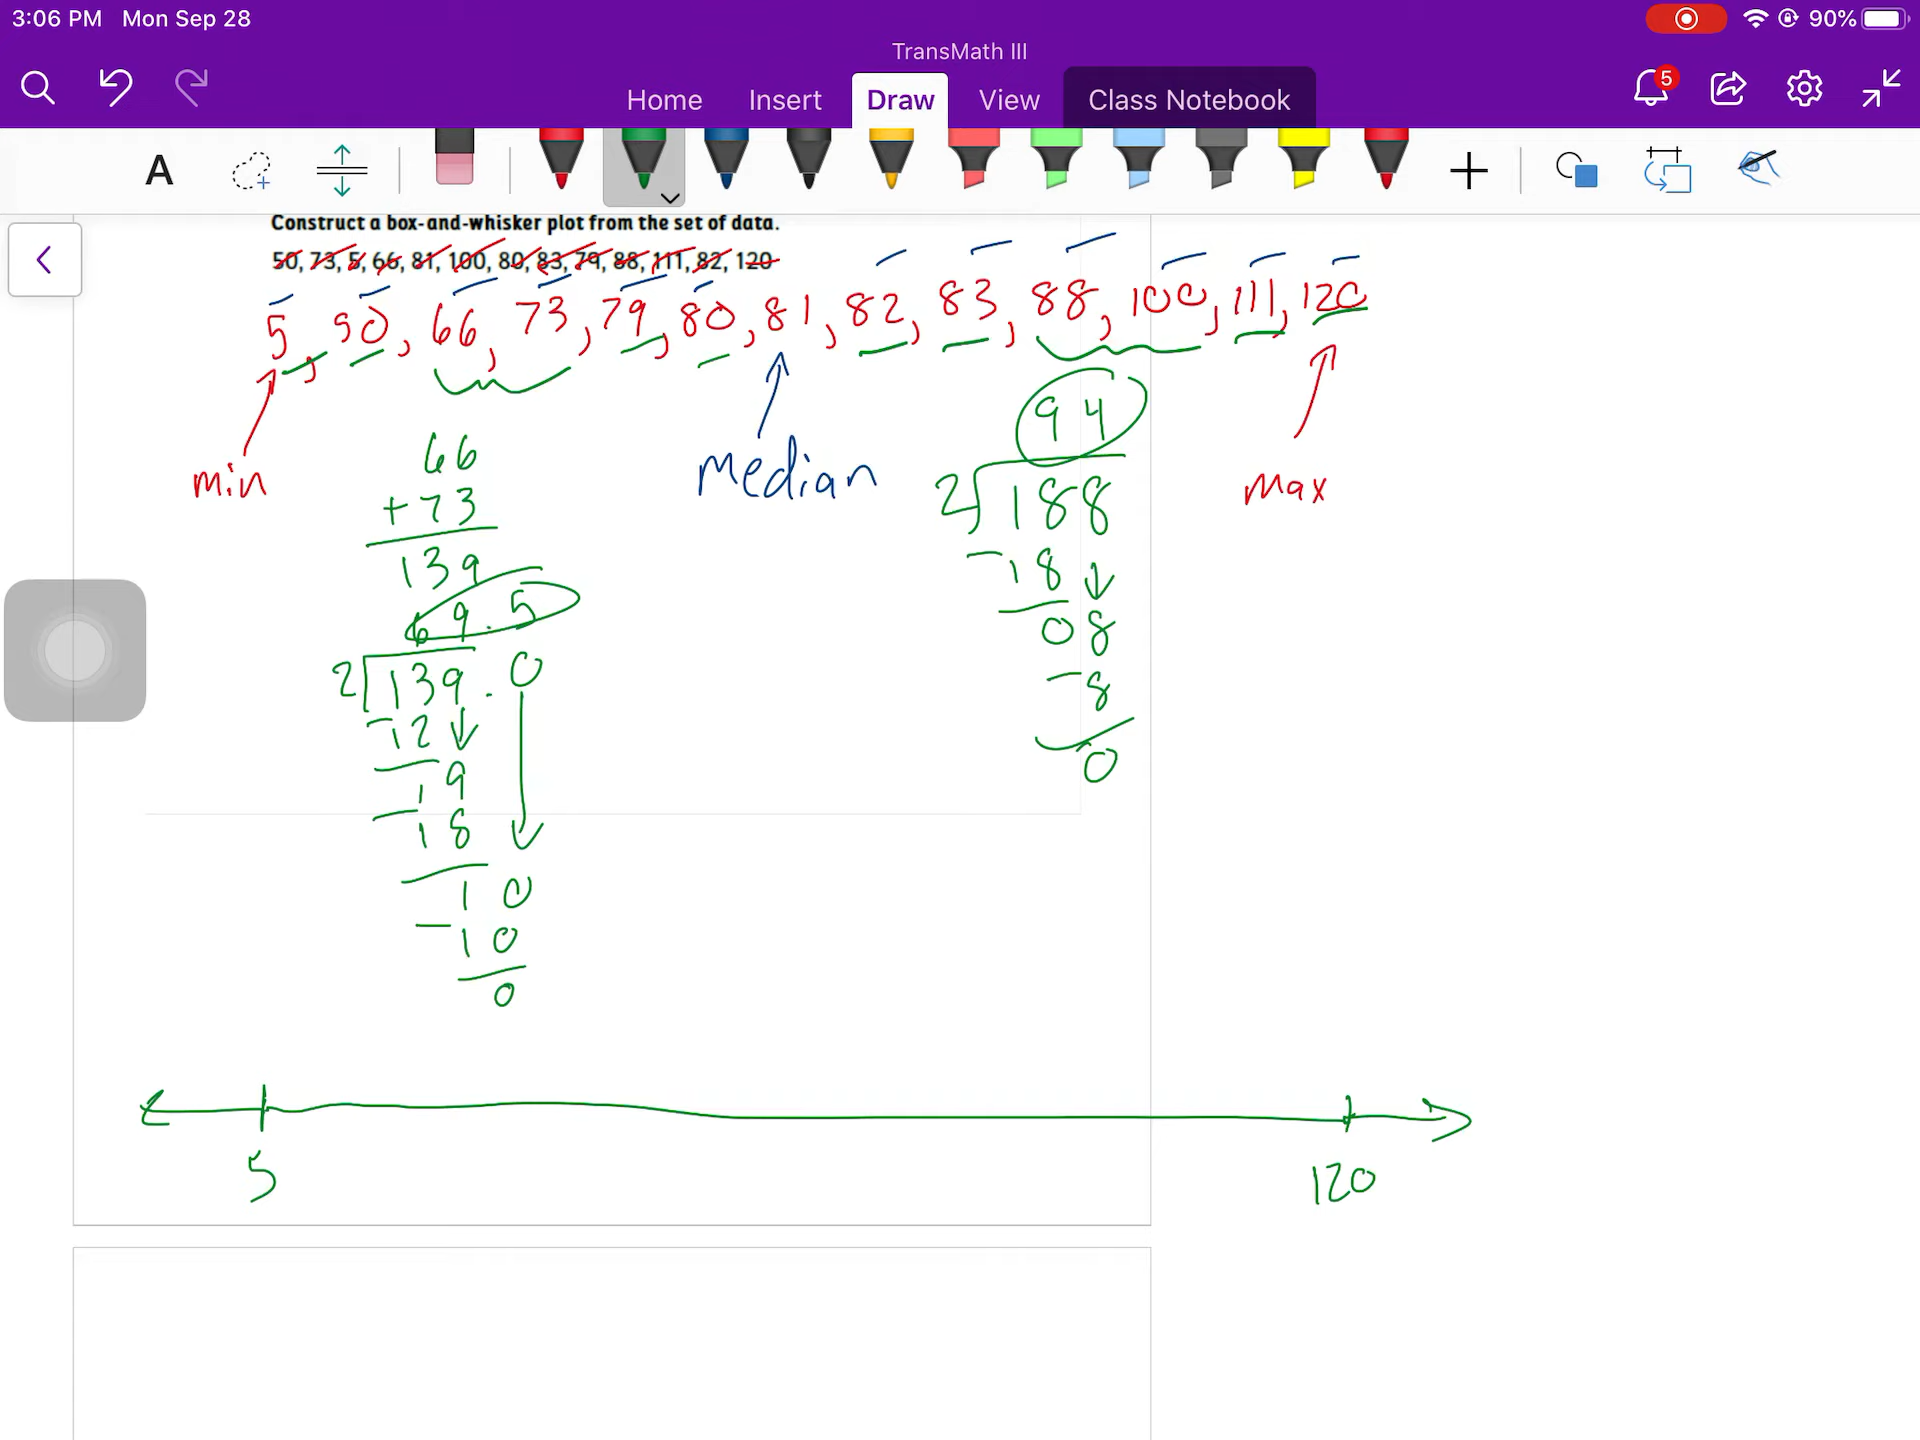 3:06 PM Mon Sep 28
90%
TransMath III
Home Insert Draw View Class Notebook
5
A
Construct a box-and-whisker plot from the set of data.
50, 73, 5, 66, 81, 100, 80, 83, 79, 88, 111, 82, 120
5, 50, 66, 73, 79, 80, 81, 82, 83, 88, 100, 111, 120
min
Median
max
66
+73
139
69.5
2 139.0
-12
19
-18
10
-10
0
94
2 188
-18
08
-8
0
5
120